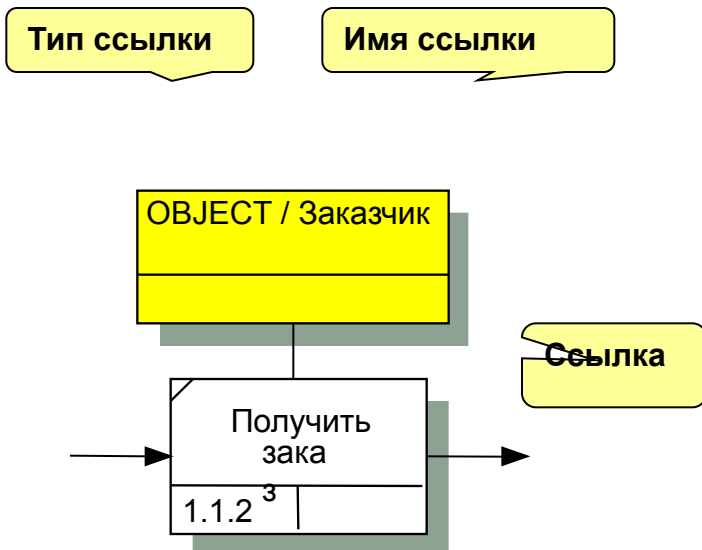 Тип ссылки
Имя ссылки
OBJECT / Заказчик
Ссылка
Получить
зака
з
1.1.2